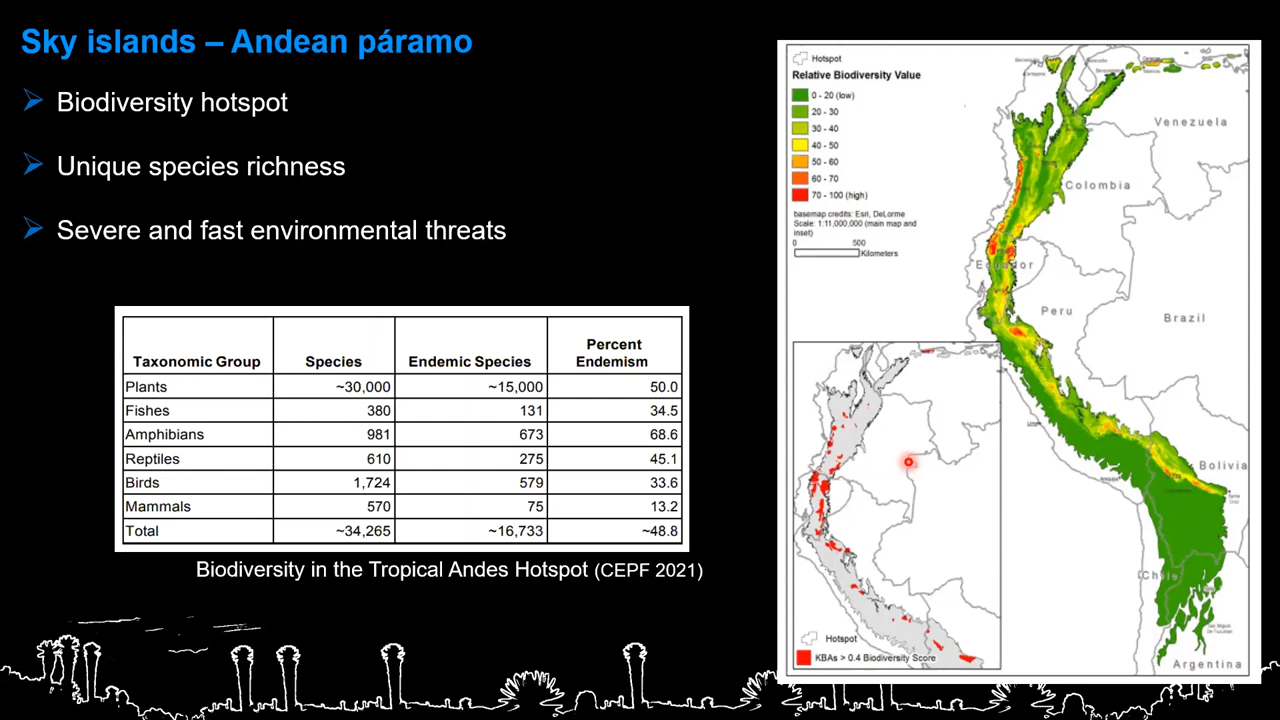 Sky islands – Andean páramo
Biodiversity hotspot
Unique species richness
Severe and fast environmental threats
Taxonomic Group Species Endemic Species Percent Endemism
Plants ~30,000 ~15,000 50.0
Fishes 380 131 34.5
Amphibians 981 673 68.6
Reptiles 610 275 45.1
Birds 1,724 579 33.6
Mammals 570 75 13.2
Total ~34,265 ~16,733 ~48.8
Biodiversity in the Tropical Andes Hotspot (CEPF 2021)
Hotspot
Relative Biodiversity Value
0 - 20 (low)
20 - 30
30 - 40
40 - 50
50 - 60
60 - 70
70 - 100 (high)
basemap credits: Esri, DeLorme
Scale: 1:11,000,000 (main map and
inset)
0 500
Kilometers
Venezuela
Colombia
Ecuador
Peru
Brazil
Bolivia
Chile
Argentina
Hotspot
KBAs > 0.4 Biodiversity Score